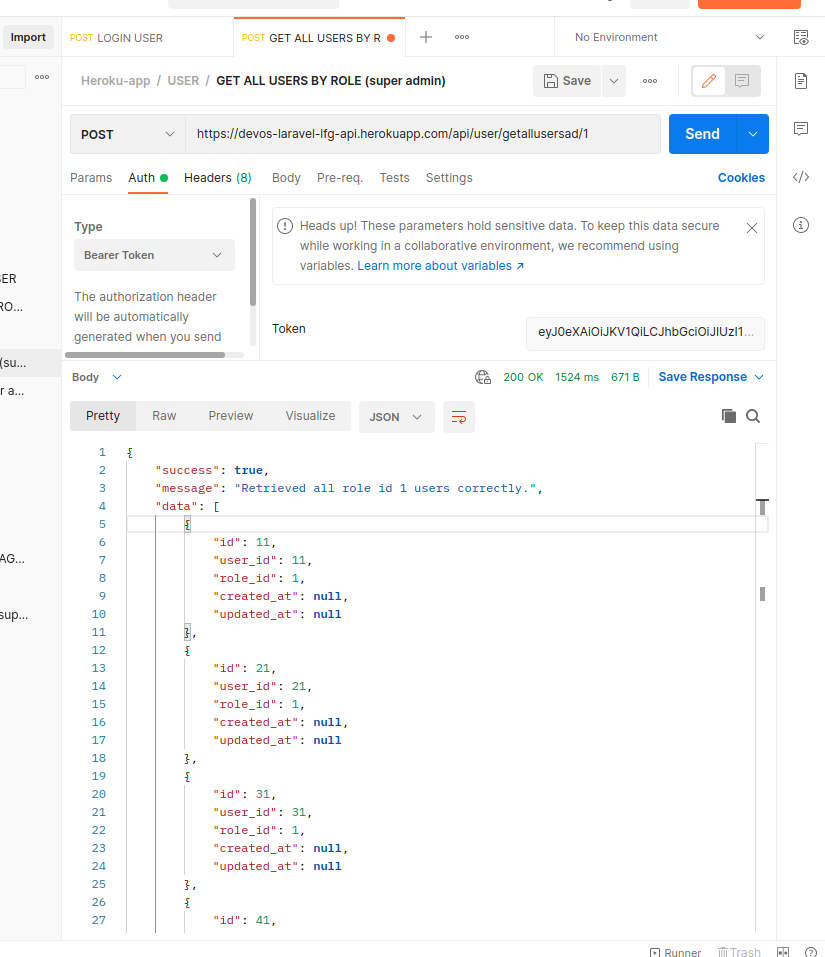 Import
POST LOGIN USER
POST GET ALL USERS BY R
No Environment
Heroku-app / USER / GET ALL USERS BY ROLE (super admin)
Save
POST
https://devos-laravel-lfg-api.herokuapp.com/api/user/getallusersad/1
Send
Params
Auth
Headers (8)
Body
Pre-req.
Tests
Settings
Cookies
</>
Type
Bearer Token
The authorization header
will be automatically
generated when you send
Heads up! These parameters hold sensitive data. To keep this data secure
while working in a collaborative environment, we recommend using
variables. Learn more about variables ↗
Token
eyJ0eXAiOiJKV1QiLCJhbGciOiJIUzI1...
SER
RO...
(su...
r a...
AG...
sup...
Body
200 OK
1524 ms
671 B
Save Response
Pretty
Raw
Preview
Visualize
JSON
1 {
2 "success": true,
3 "message": "Retrieved all role id 1 users correctly.",
4 "data": [
5 {
6 "id": 11,
7 "user_id": 11,
8 "role_id": 1,
9 "created_at": null,
10 "updated_at": null
11 },
12 {
13 "id": 21,
14 "user_id": 21,
15 "role_id": 1,
16 "created_at": null,
17 "updated_at": null
18 },
19 {
20 "id": 31,
21 "user_id": 31,
22 "role_id": 1,
23 "created_at": null,
24 "updated_at": null
25 },
26 {
27 "id": 41,
Runner
Trash